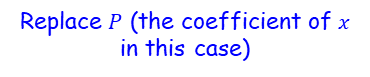 Replace P (the coefficient of x
in this case)